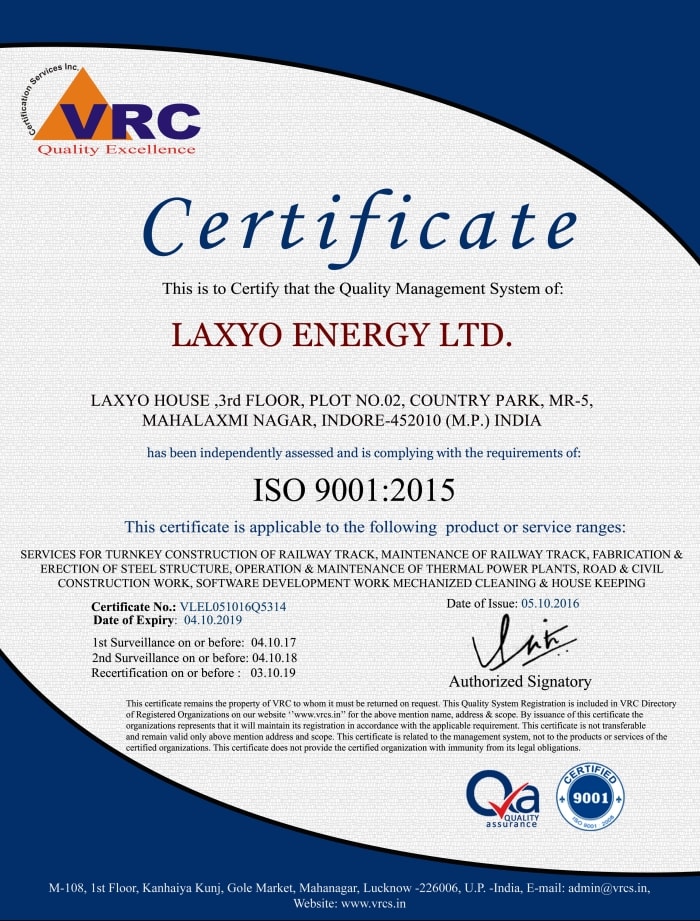 Certification Services Inc.
VRC
Quality Excellence
Certificate
This is to Certify that the Quality Management System of:
LAXYO ENERGY LTD.
LAXYO HOUSE ,3rd FLOOR, PLOT NO.02, COUNTRY PARK, MR-5,
MAHALAXMI NAGAR, INDORE-452010 (M.P.) INDIA
has been independently assessed and is complying with the requirements of:
ISO 9001:2015
This certificate is applicable to the following product or service ranges:
SERVICES FOR TURNKEY CONSTRUCTION OF RAILWAY TRACK, MAINTENANCE OF RAILWAY TRACK, FABRICATION &
ERECTION OF STEEL STRUCTURE, OPERATION & MAINTENANCE OF THERMAL POWER PLANTS, ROAD & CIVIL
CONSTRUCTION WORK, SOFTWARE DEVELOPMENT WORK MECHANIZED CLEANING & HOUSE KEEPING
Certificate No.: VLEL051016Q5314
Date of Expiry: 04.10.2019
Date of Issue: 05.10.2016
1st Surveillance on or before: 04.10.17
2nd Surveillance on or before: 04.10.18
Recertification on or before : 03.10.19
Authorized Signatory
This certificate remains the property of VRC to whom it must be returned on request. This Quality System Registration is included in VRC Directory
of Registered Organizations on our website ''www.vrcs.in'' for the above mention name, address & scope. By issuance of this certificate the
organizations represents that it will maintain its registration in accordance with the applicable requirement. This certificate is not transferable
and remain valid only above mention address and scope. This certificate is related to the management system, not to the products or services of the
certified organizations. This certificate does not provide the certified organization with immunity from its legal obligations.
Qa
QUALITY
assurance
CERTIFIED
9001
M-108, 1st Floor, Kanhaiya Kunj, Gole Market, Mahanagar, Lucknow -226006, U.P. -India, E-mail: admin@vrcs.in,
Website: www.vrcs.in